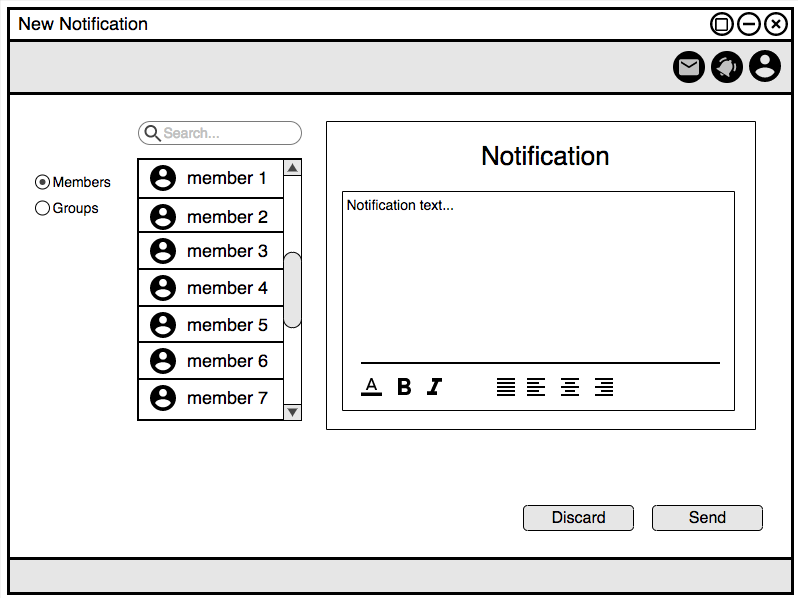 New Notification
Search...
Members
Groups
member 1
member 2
member 3
member 4
member 5
member 6
member 7
Notification
Notification text...
A B I
Discard
Send